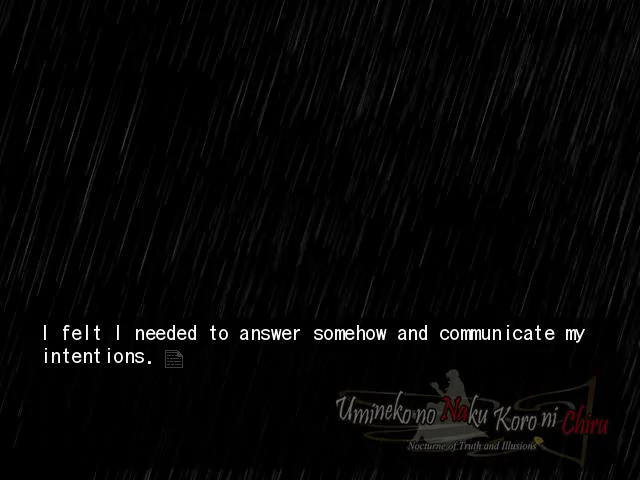 I felt I needed to answer somehow and communicate my
intentions.
Umineko no Naku Koro ni Chiru
Nocturne of Truth and Illusions